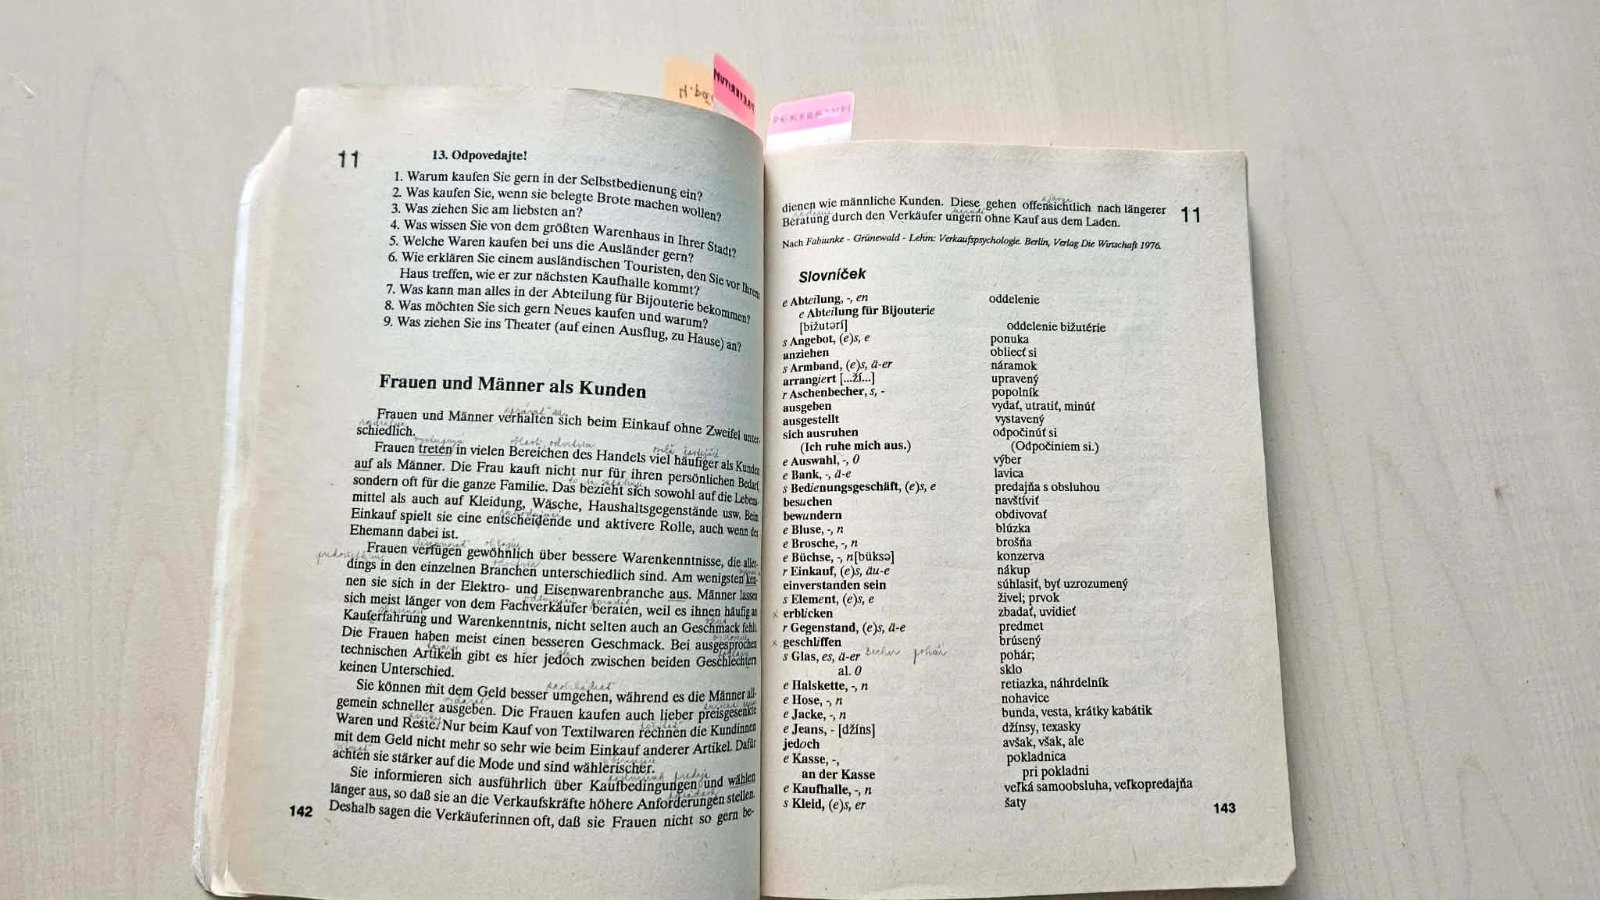 11
13. Odpovedajte!
1. Warum kaufen Sie gern in der Selbstbedienung ein?
2. Was kaufen Sie, wenn sie belegte Brote machen wollen?
3. Was ziehen Sie am liebsten an?
4. Was wissen Sie von dem größten Warenhaus in Ihrer Stadt?
5. Welche Waren kaufen bei uns die Ausländer gern?
6. Wie erklären Sie einem ausländischen Touristen, den Sie vor Ihrem
Haus treffen, wie er zur nächsten Kaufhalle kommt?
7. Was kann man alles in der Abteilung für Bijouterie bekommen?
8. Was möchten Sie sich gern Neues kaufen und warum?
9. Was ziehen Sie ins Theater (auf einen Ausflug, zu Hause) an?
Frauen und Männer als Kunden
Frauen und Männer verhalten sich beim Einkauf ohne Zweifel unter-
schiedlich.
Frauen treten in vielen Bereichen des Handels viel häufiger als Kunden
auf als Männer. Die Frau kauft nicht nur für ihren persönlichen Bedarf
sondern oft für die ganze Familie. Das bezieht sich sowohl auf die Lebens-
mittel als auch auf Kleidung, Wäsche, Haushaltsgegenstände usw. Beim
Einkauf spielt sie eine entscheidende und aktivere Rolle, auch wenn der
Ehemann dabei ist.
Frauen verfügen gewöhnlich über bessere Warenkenntnisse, die aller-
dings in den einzelnen Branchen unterschiedlich sind. Am wenigsten ken-
nen sie sich in der Elektro- und Eisenwarenbranche aus. Männer lassen
sich meist länger von dem Fachverkäufer beraten, weil es ihnen häufig an
Kauferfahrung und Warenkenntnis, nicht selten auch an Geschmack fehlt.
Die Frauen haben meist einen besseren Geschmack. Bei ausgesprochen
technischen Artikeln gibt es hier jedoch zwischen beiden Geschlechtern
keinen Unterschied.
Sie können mit dem Geld besser umgehen, während es die Männer all-
gemein schneller ausgeben. Die Frauen kaufen auch lieber preisgesenkte
Waren und Reste. Nur beim Kauf von Textilwaren rechnen die Kundinnen
mit dem Geld nicht mehr so sehr wie beim Einkauf anderer Artikel. Dafür
achten sie stärker auf die Mode und sind wählerischer.
Sie informieren sich ausführlich über Kaufbedingungen und wählen
länger aus, so daß sie an die Verkaufskräfte höhere Anforderungen stellen.
Deshalb sagen die Verkäuferinnen oft, daß sie Frauen nicht so gern be-
142
dienen wie männliche Kunden. Diese gehen offensichtlich nach längerer
Beratung durch den Verkäufer ungern ohne Kauf aus dem Laden.
11
Nach Fabiunke - Grünewald - Lehm: Verkaufspsychologie. Berlin, Verlag Die Wirtschaft 1976.
Slovníček
e Abteilung, -, en oddelenie
e Abteilung für Bijouterie
[bižutərí] oddelenie bižutérie
s Angebot, (e)s, e ponuka
anziehen obliecť si
s Armband, (e)s, ä-er náramok
arrangiert [...ží...] upravený
r Aschenbecher, s, - popolník
ausgeben vydať, utratiť, minúť
ausgestellt vystavený
sich ausruhen odpočinúť si
(Ich ruhe mich aus.) (Odpočiniem si.)
e Auswahl, -, 0 výber
e Bank, -, ä-e lavica
s Bedienungsgeschäft, (e)s, e predajňa s obsluhou
besuchen navštíviť
bewundern obdivovať
e Bluse, -, n blúzka
e Brosche, -, n brošňa
e Büchse, -, n[büksə] konzerva
r Einkauf, (e)s, äu-e nákup
einverstanden sein súhlasiť, byť uzrozumený
s Element, (e)s, e živel; prvok
x erblicken zbadať, uvidieť
r Gegenstand, (e)s, ä-e predmet
x geschliffen brúsený
s Glas, es, ä-er becher pohár pohár;
al. 0 sklo
e Halskette, -, n retiazka, náhrdelník
e Hose, -, n nohavice
e Jacke, -, n bunda, vesta, krátky kabátik
e Jeans, - [džíns] džínsy, texasky
jedoch avšak, však, ale
e Kasse, -, pokladnica
an der Kasse pri pokladni
e Kaufhalle, -, n veľká samoobsluha, veľkopredajňa
s Kleid, (e)s, er šaty
143